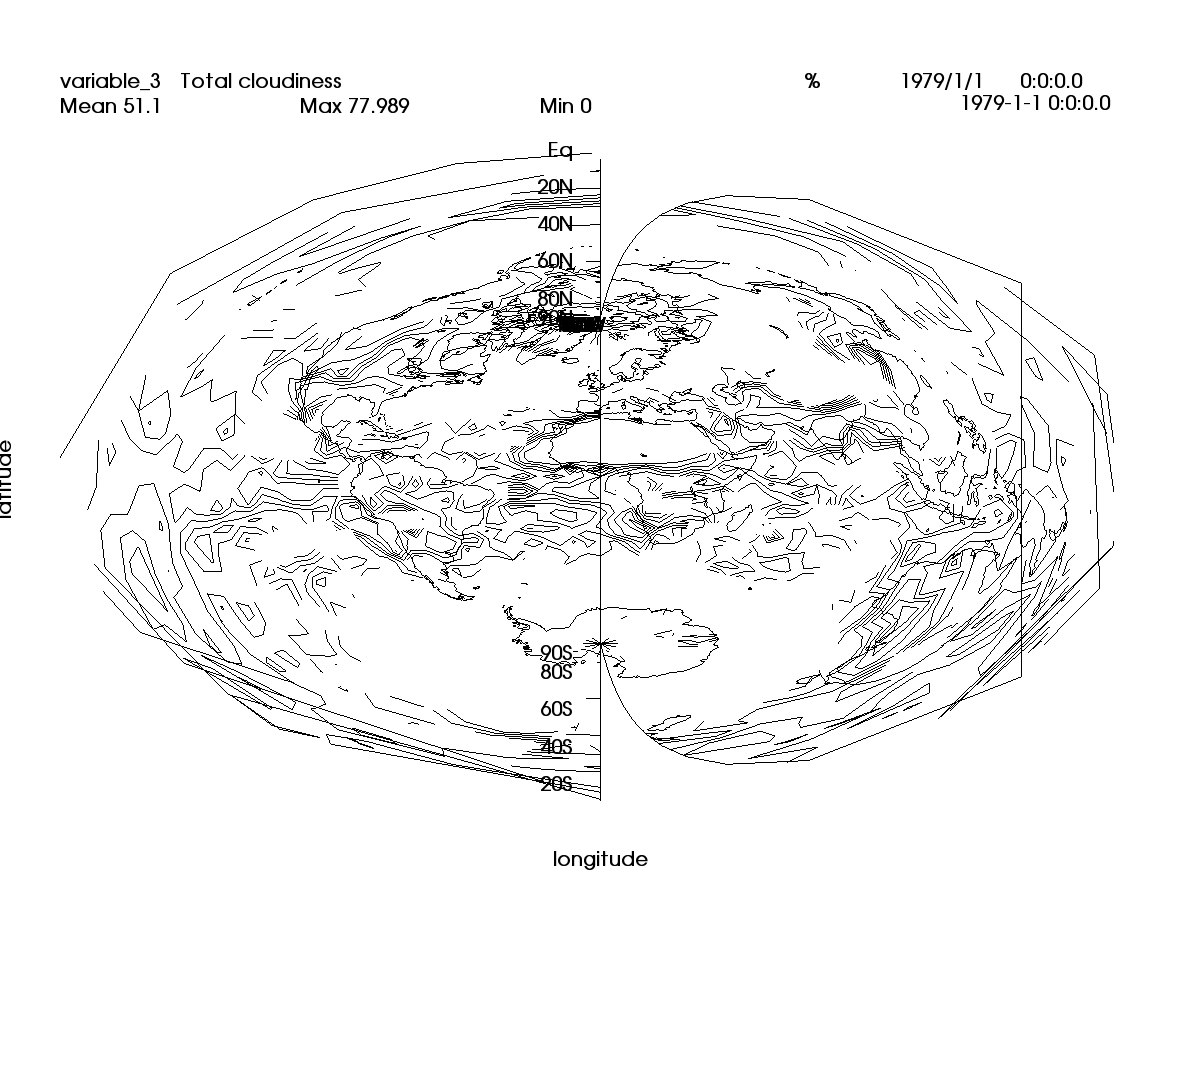 variable_3 Total cloudiness % 1979/1/1 0:0:0.0
Mean 51.1 Max 77.989 Min 0 1979-1-1 0:0:0.0
Eq
20N
40N
60N
80N
90N
latitude
90S
80S
60S
40S
20S
longitude